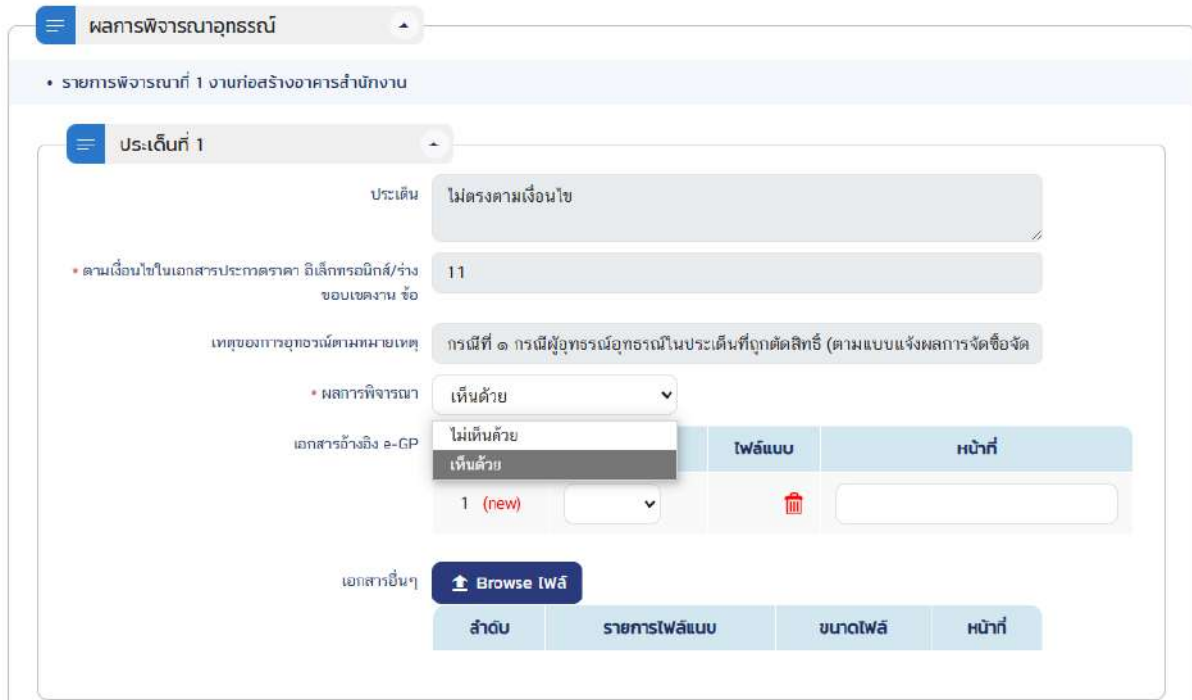 ผลการพิจารณาอุทธรณ์
• รายการพิจารณาที่ 1 งานก่อสร้างอาคารสำนักงาน
ประเด็นที่ 1
ประเด็น
ไม่ตรงตามเงื่อนไข
* ตามเงื่อนไขในเอกสารประกวดราคา อิเล็กทรอนิกส์/ร่าง
ขอบเขตงาน ข้อ
11
เหตุของการอุทธรณ์ตามหมายเหตุ
กรณีที่ ๑ กรณีผู้อุทธรณ์อุทธรณ์ในประเด็นที่ถูกตัดสิทธิ์ (ตามแบบแจ้งผลการจัดซื้อจัด
* ผลการพิจารณา
เห็นด้วย
ไม่เห็นด้วย
เห็นด้วย
เอกสารอ้างอิง e-GP
ไฟล์แนบ หน้าที่
1 (new)
เอกสารอื่นๆ
Browse ไฟล์
ลำดับ รายการไฟล์แนบ ขนาดไฟล์ หน้าที่